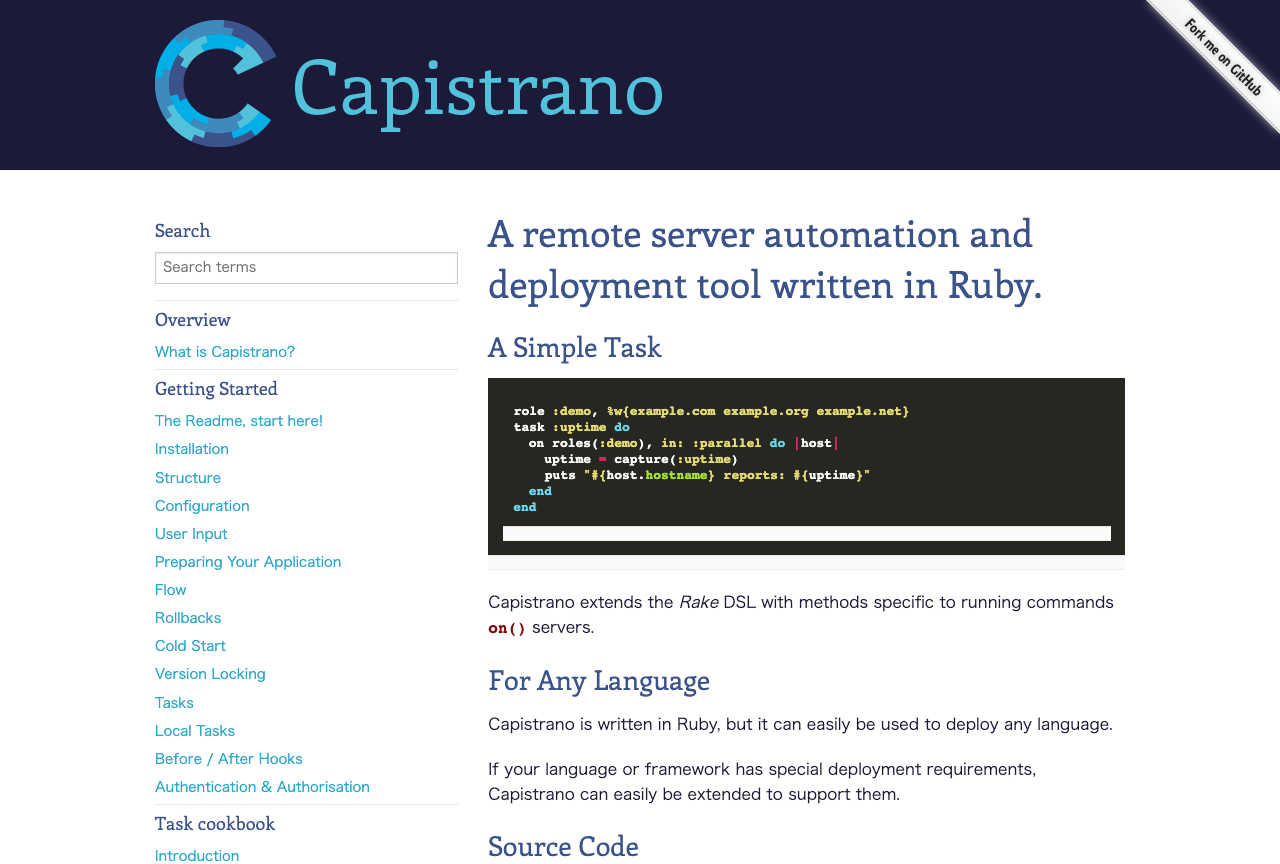 Capistrano
Fork me on GitHub
Search
Search terms
Overview
What is Capistrano?
Getting Started
The Readme, start here!
Installation
Structure
Configuration
User Input
Preparing Your Application
Flow
Rollbacks
Cold Start
Version Locking
Tasks
Local Tasks
Before / After Hooks
Authentication & Authorisation
Task cookbook
Introduction
A remote server automation and
deployment tool written in Ruby.
A Simple Task
role :demo, %w{example.com example.org example.net}
task :uptime do
  on roles(:demo), in: :parallel do |host|
    uptime = capture(:uptime)
    puts "#{host.hostname} reports: #{uptime}"
  end
end
Capistrano extends the Rake DSL with methods specific to running commands
on() servers.
For Any Language
Capistrano is written in Ruby, but it can easily be used to deploy any language.
If your language or framework has special deployment requirements,
Capistrano can easily be extended to support them.
Source Code